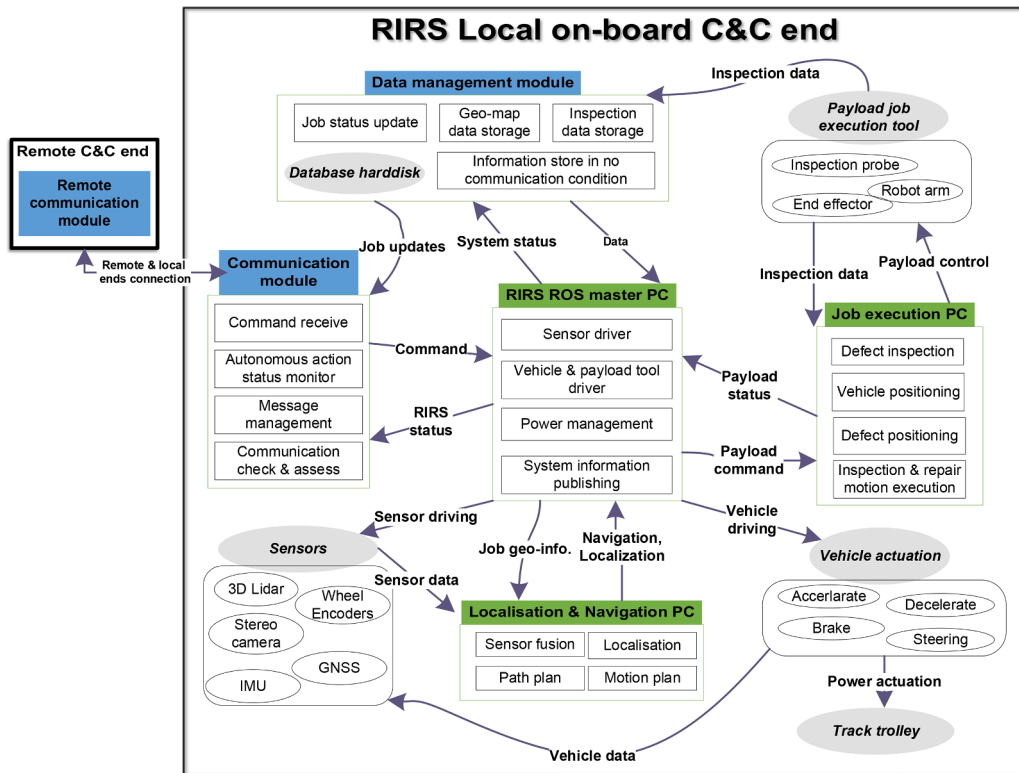 RIRS Local on-board C&C end
Data management module
Job status update
Geo-map
data storage
Inspection
data storage
Database harddisk
Information store in no
communication condition
Inspection data
Payload job
execution tool
Inspection probe
Robot arm
End effector
Remote C&C end
Remote
communication
module
Remote & local
ends connection
Job updates
System status
Data
Inspection data
Payload control
Communication
module
Command receive
Autonomous action
status monitor
Message
management
Communication
check & assess
Command
RIRS
status
RIRS ROS master PC
Sensor driver
Vehicle & payload tool
driver
Power management
System information
publishing
Payload
status
Payload
command
Job execution PC
Defect inspection
Vehicle positioning
Defect positioning
Inspection & repair
motion execution
Sensor driving
Job geo-info.
Navigation,
Localization
Vehicle
driving
Sensors
3D Lidar
Wheel
Encoders
Stereo
camera
GNSS
IMU
Sensor data
Localisation & Navigation PC
Sensor fusion
Localisation
Path plan
Motion plan
Vehicle actuation
Accerlarate
Decelerate
Brake
Steering
Power actuation
Track trolley
Vehicle data